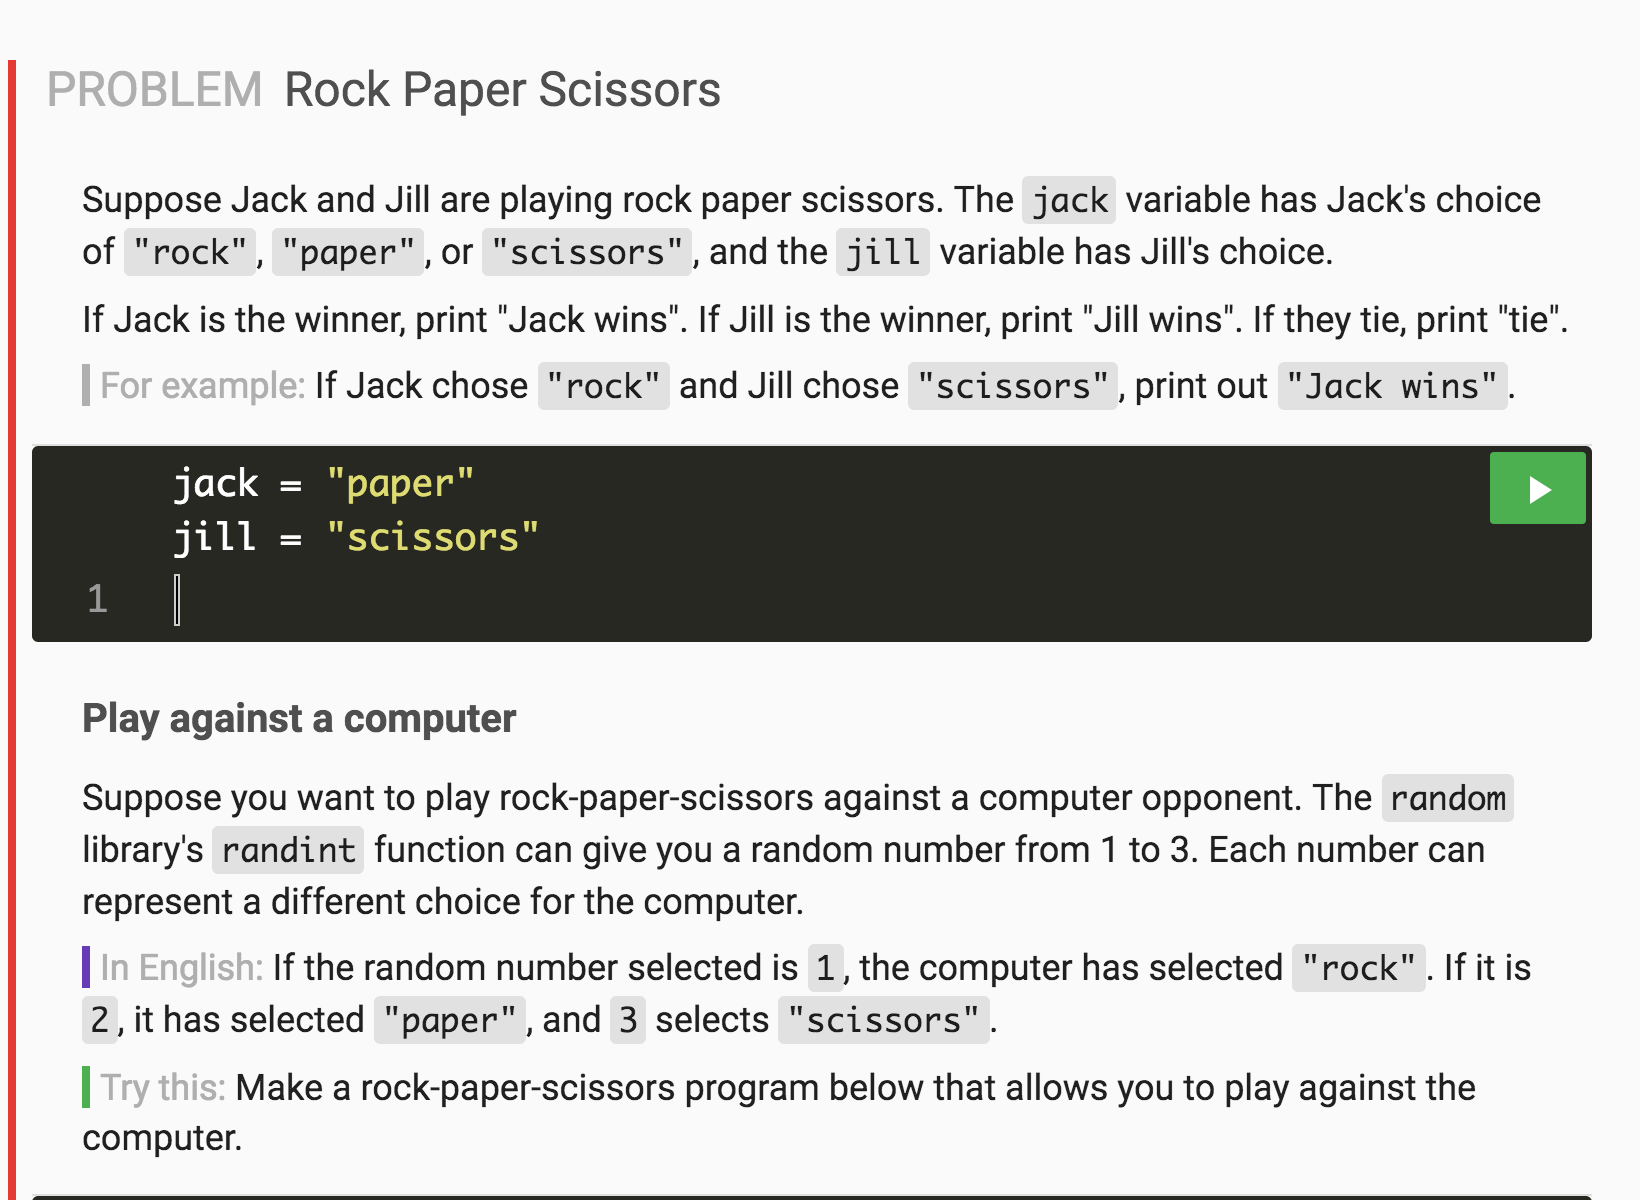 PROBLEM Rock Paper Scissors
Suppose Jack and Jill are playing rock paper scissors. The jack variable has Jack's choice
of "rock", "paper", or "scissors", and the jill variable has Jill's choice.
If Jack is the winner, print "Jack wins". If Jill is the winner, print "Jill wins". If they tie, print "tie".
For example: If Jack chose "rock" and Jill chose "scissors", print out "Jack wins".
jack = "paper"
jill = "scissors"
1
Play against a computer
Suppose you want to play rock-paper-scissors against a computer opponent. The random
library's randint function can give you a random number from 1 to 3. Each number can
represent a different choice for the computer.
In English: If the random number selected is 1, the computer has selected "rock". If it is
2, it has selected "paper", and 3 selects "scissors".
Try this: Make a rock-paper-scissors program below that allows you to play against the
computer.